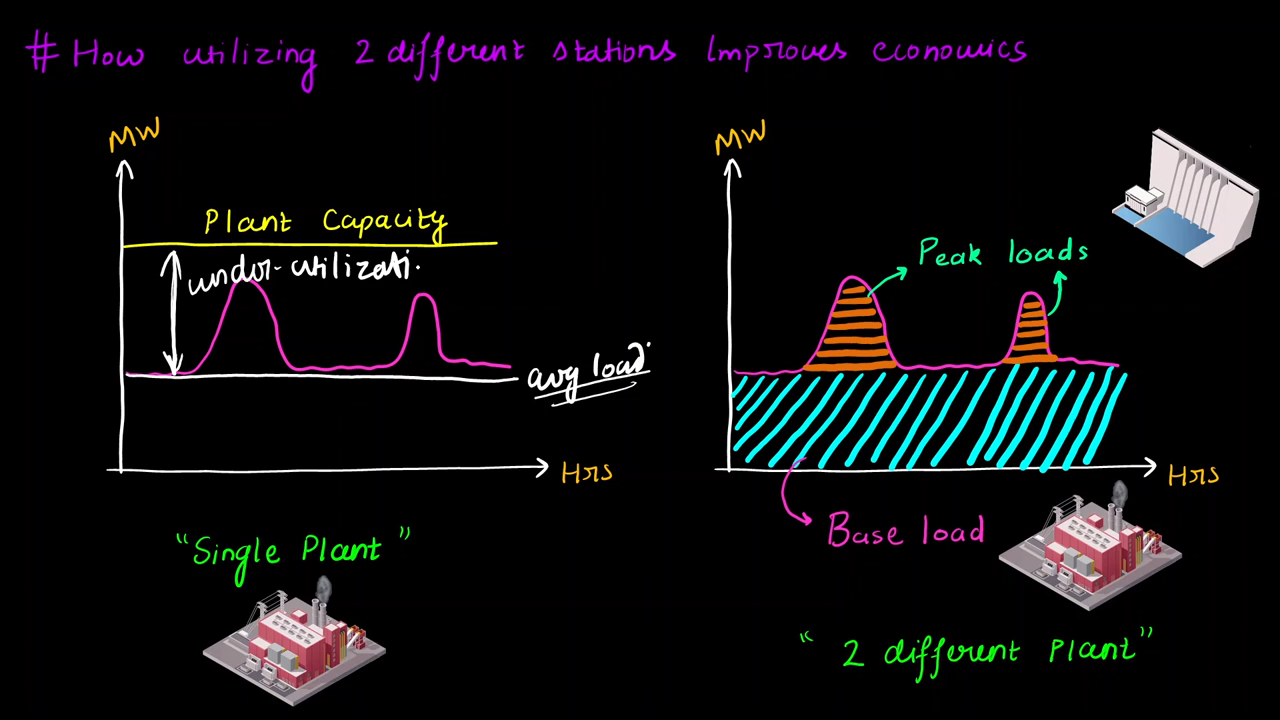 # How utilizing 2 different stations Improves economics
MW
Plant Capacity
under-utilizati.
avg load
Hrs
"Single Plant"
MW
Peak loads
Hrs
Base load
"2 different Plant"